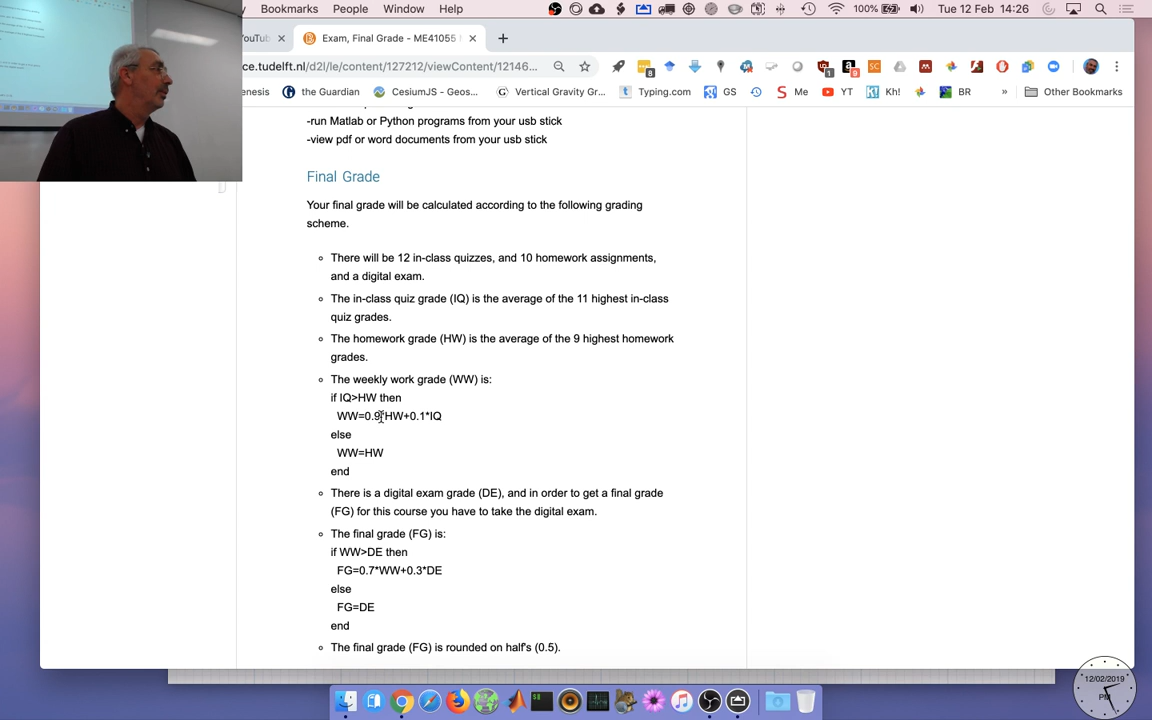 Bookmarks People Window Help 100% Tue 12 Feb 14:26
YouTub × Exam, Final Grade - ME41055 × +
ce.tudelft.nl/d2l/le/content/127212/viewContent/12146... 8 1 9
enesis the Guardian CesiumJS - Geos... Vertical Gravity Gr... Typing.com GS Me YT Kh! BR » Other Bookmarks
-run Matlab or Python programs from your usb stick
-view pdf or word documents from your usb stick
Final Grade
Your final grade will be calculated according to the following grading
scheme.
There will be 12 in-class quizzes, and 10 homework assignments,
and a digital exam.
The in-class quiz grade (IQ) is the average of the 11 highest in-class
quiz grades.
The homework grade (HW) is the average of the 9 highest homework
grades.
The weekly work grade (WW) is:
if IQ>HW then
WW=0.9*HW+0.1*IQ
else
WW=HW
end
There is a digital exam grade (DE), and in order to get a final grade
(FG) for this course you have to take the digital exam.
The final grade (FG) is:
if WW>DE then
FG=0.7*WW+0.3*DE
else
FG=DE
end
The final grade (FG) is rounded on half's (0.5).
12/02/2019
PM